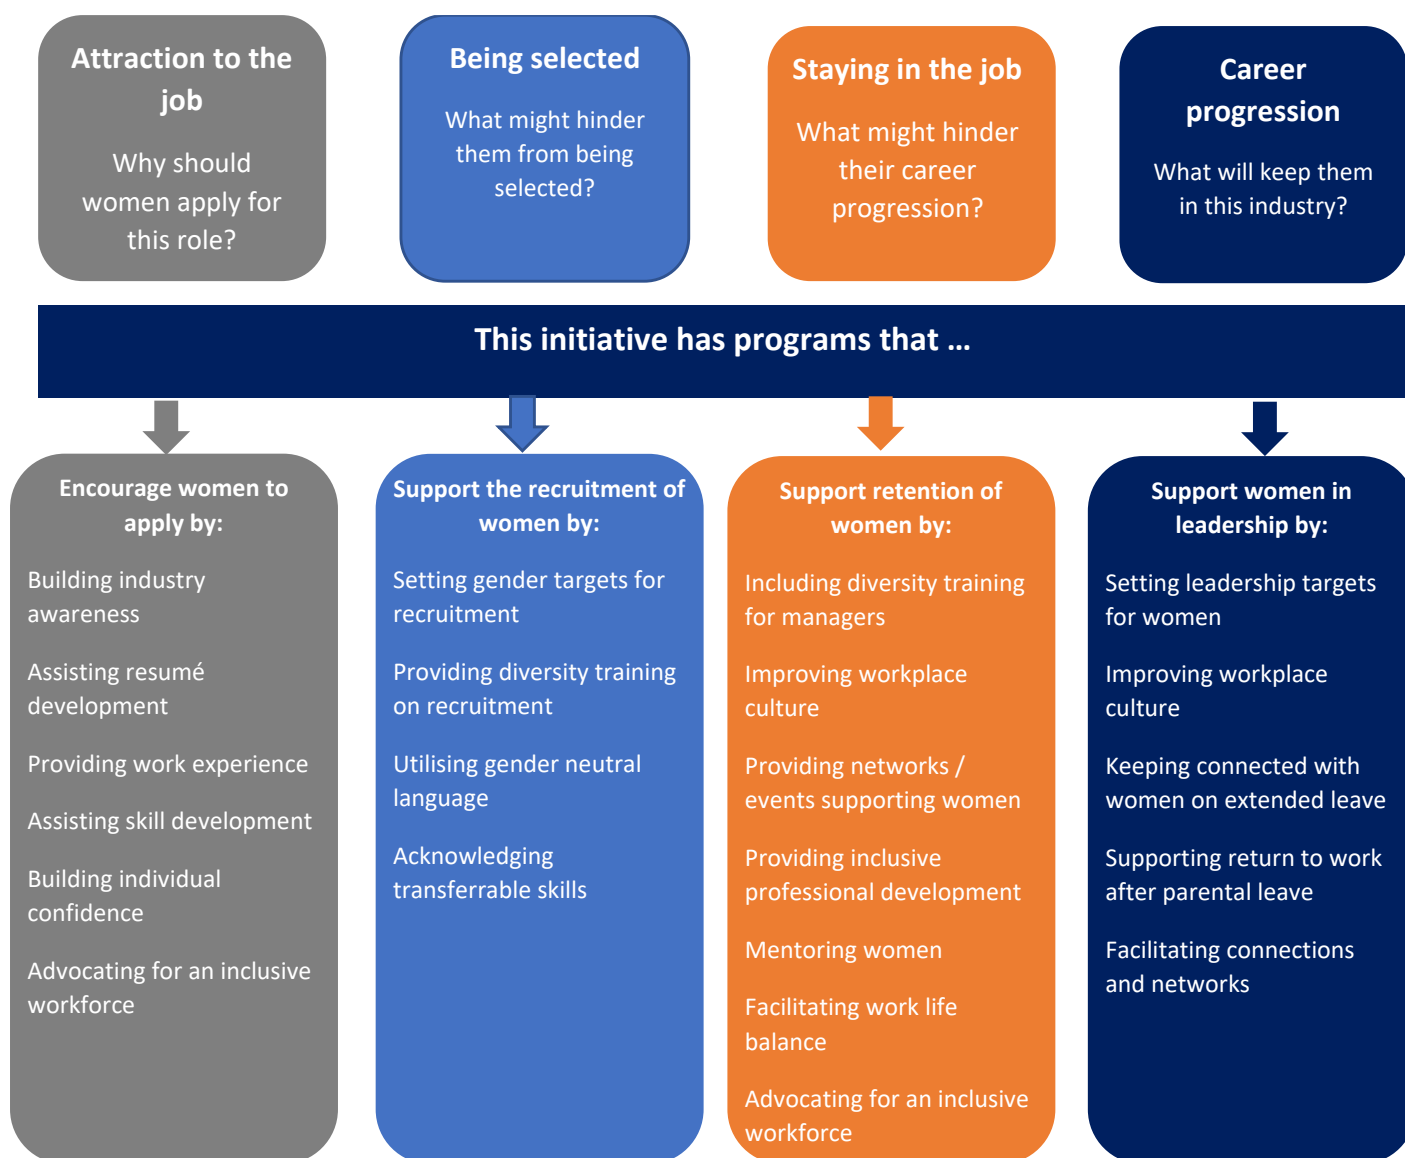 Attraction to the
job
Why should
women apply for
this role?
Being selected
What might hinder
them from being
selected?
Staying in the job
What might hinder
their career
progression?
Career
progression
What will keep them
in this industry?
This initiative has programs that …
Encourage women to
apply by:
Building industry
awareness
Assisting resumé
development
Providing work experience
Assisting skill development
Building individual
confidence
Advocating for an inclusive
workforce
Support the recruitment of
women by:
Setting gender targets for
recruitment
Providing diversity training
on recruitment
Utilising gender neutral
language
Acknowledging
transferrable skills
Support retention of
women by:
Including diversity training
for managers
Improving workplace
culture
Providing networks /
events supporting women
Providing inclusive
professional development
Mentoring women
Facilitating work life
balance
Advocating for an inclusive
workforce
Support women in
leadership by:
Setting leadership targets
for women
Improving workplace
culture
Keeping connected with
women on extended leave
Supporting return to work
after parental leave
Facilitating connections
and networks